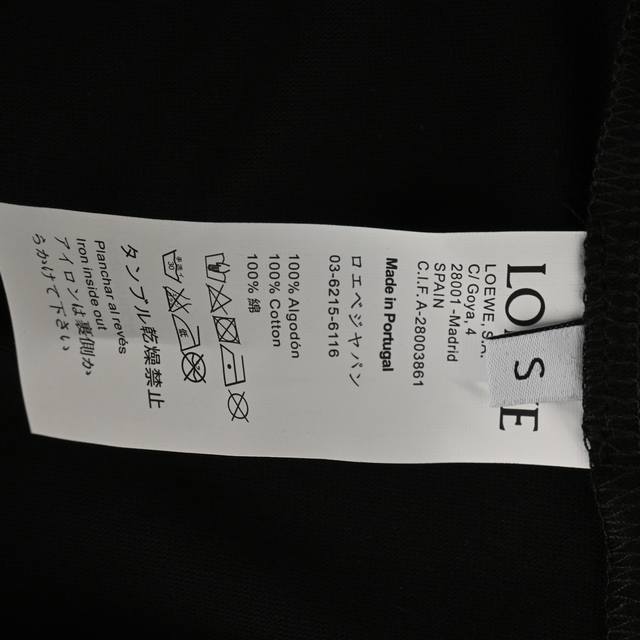 LO
S
E
LOEWE, S.A.
C/ Goya, 4
28001 -Madrid
SPAIN
C.I.F.A-28003861
Made in Portugal
ロエベジャパン
03-6215-6116
100% Algodón
100% Cotton
100% 綿
タンブル乾燥禁止
Planchar al revés
Iron inside out
アイロンは裏側か
らかけて下さい